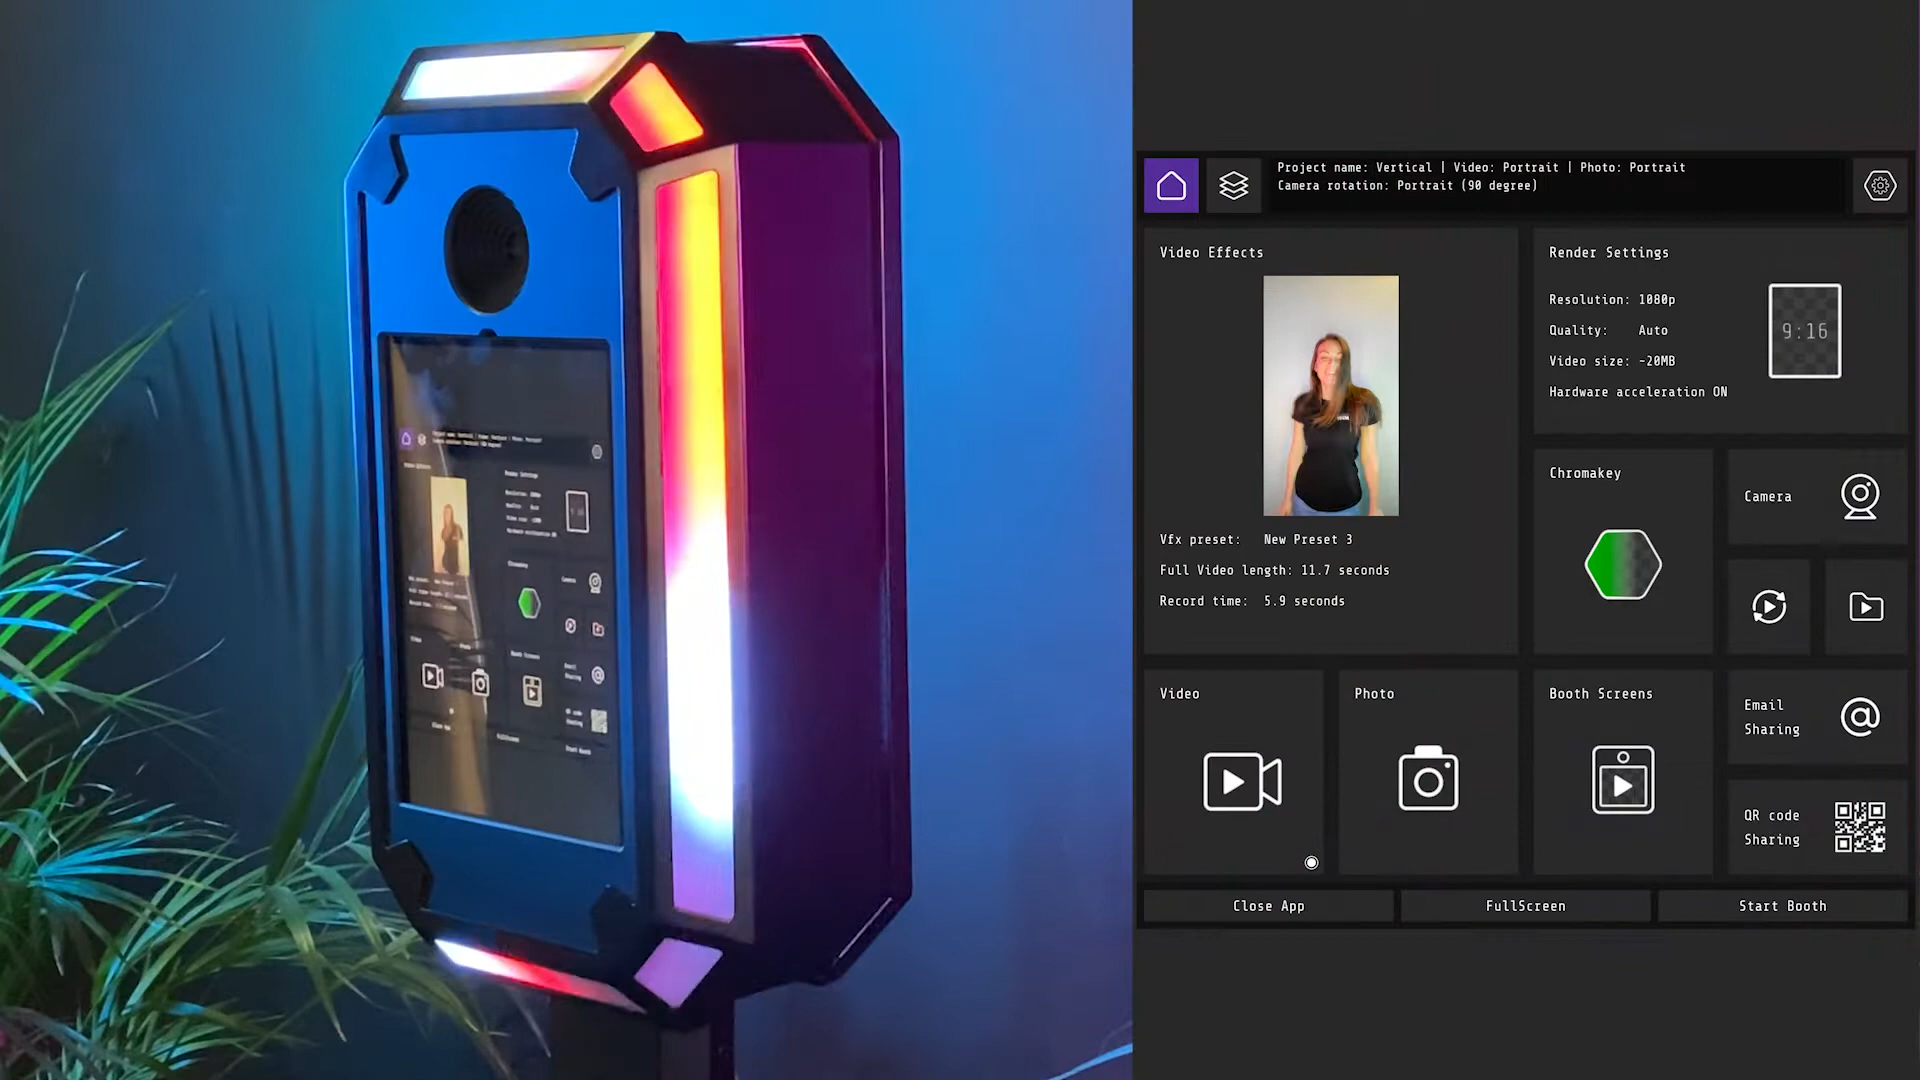 Project name: Vertical | Video: Portrait | Photo: Portrait
Camera rotation: Portrait (90 degree)
Video Effects
Vfx preset: New Preset 3
Full Video length: 11.7 seconds
Record time: 5.9 seconds
Render Settings
Resolution: 1080p
Quality: Auto
Video size: ~20MB
Hardware acceleration ON
9:16
Chromakey
Camera
Video
Photo
Booth Screens
Email
Sharing
QR code
Sharing
Close App
FullScreen
Start Booth